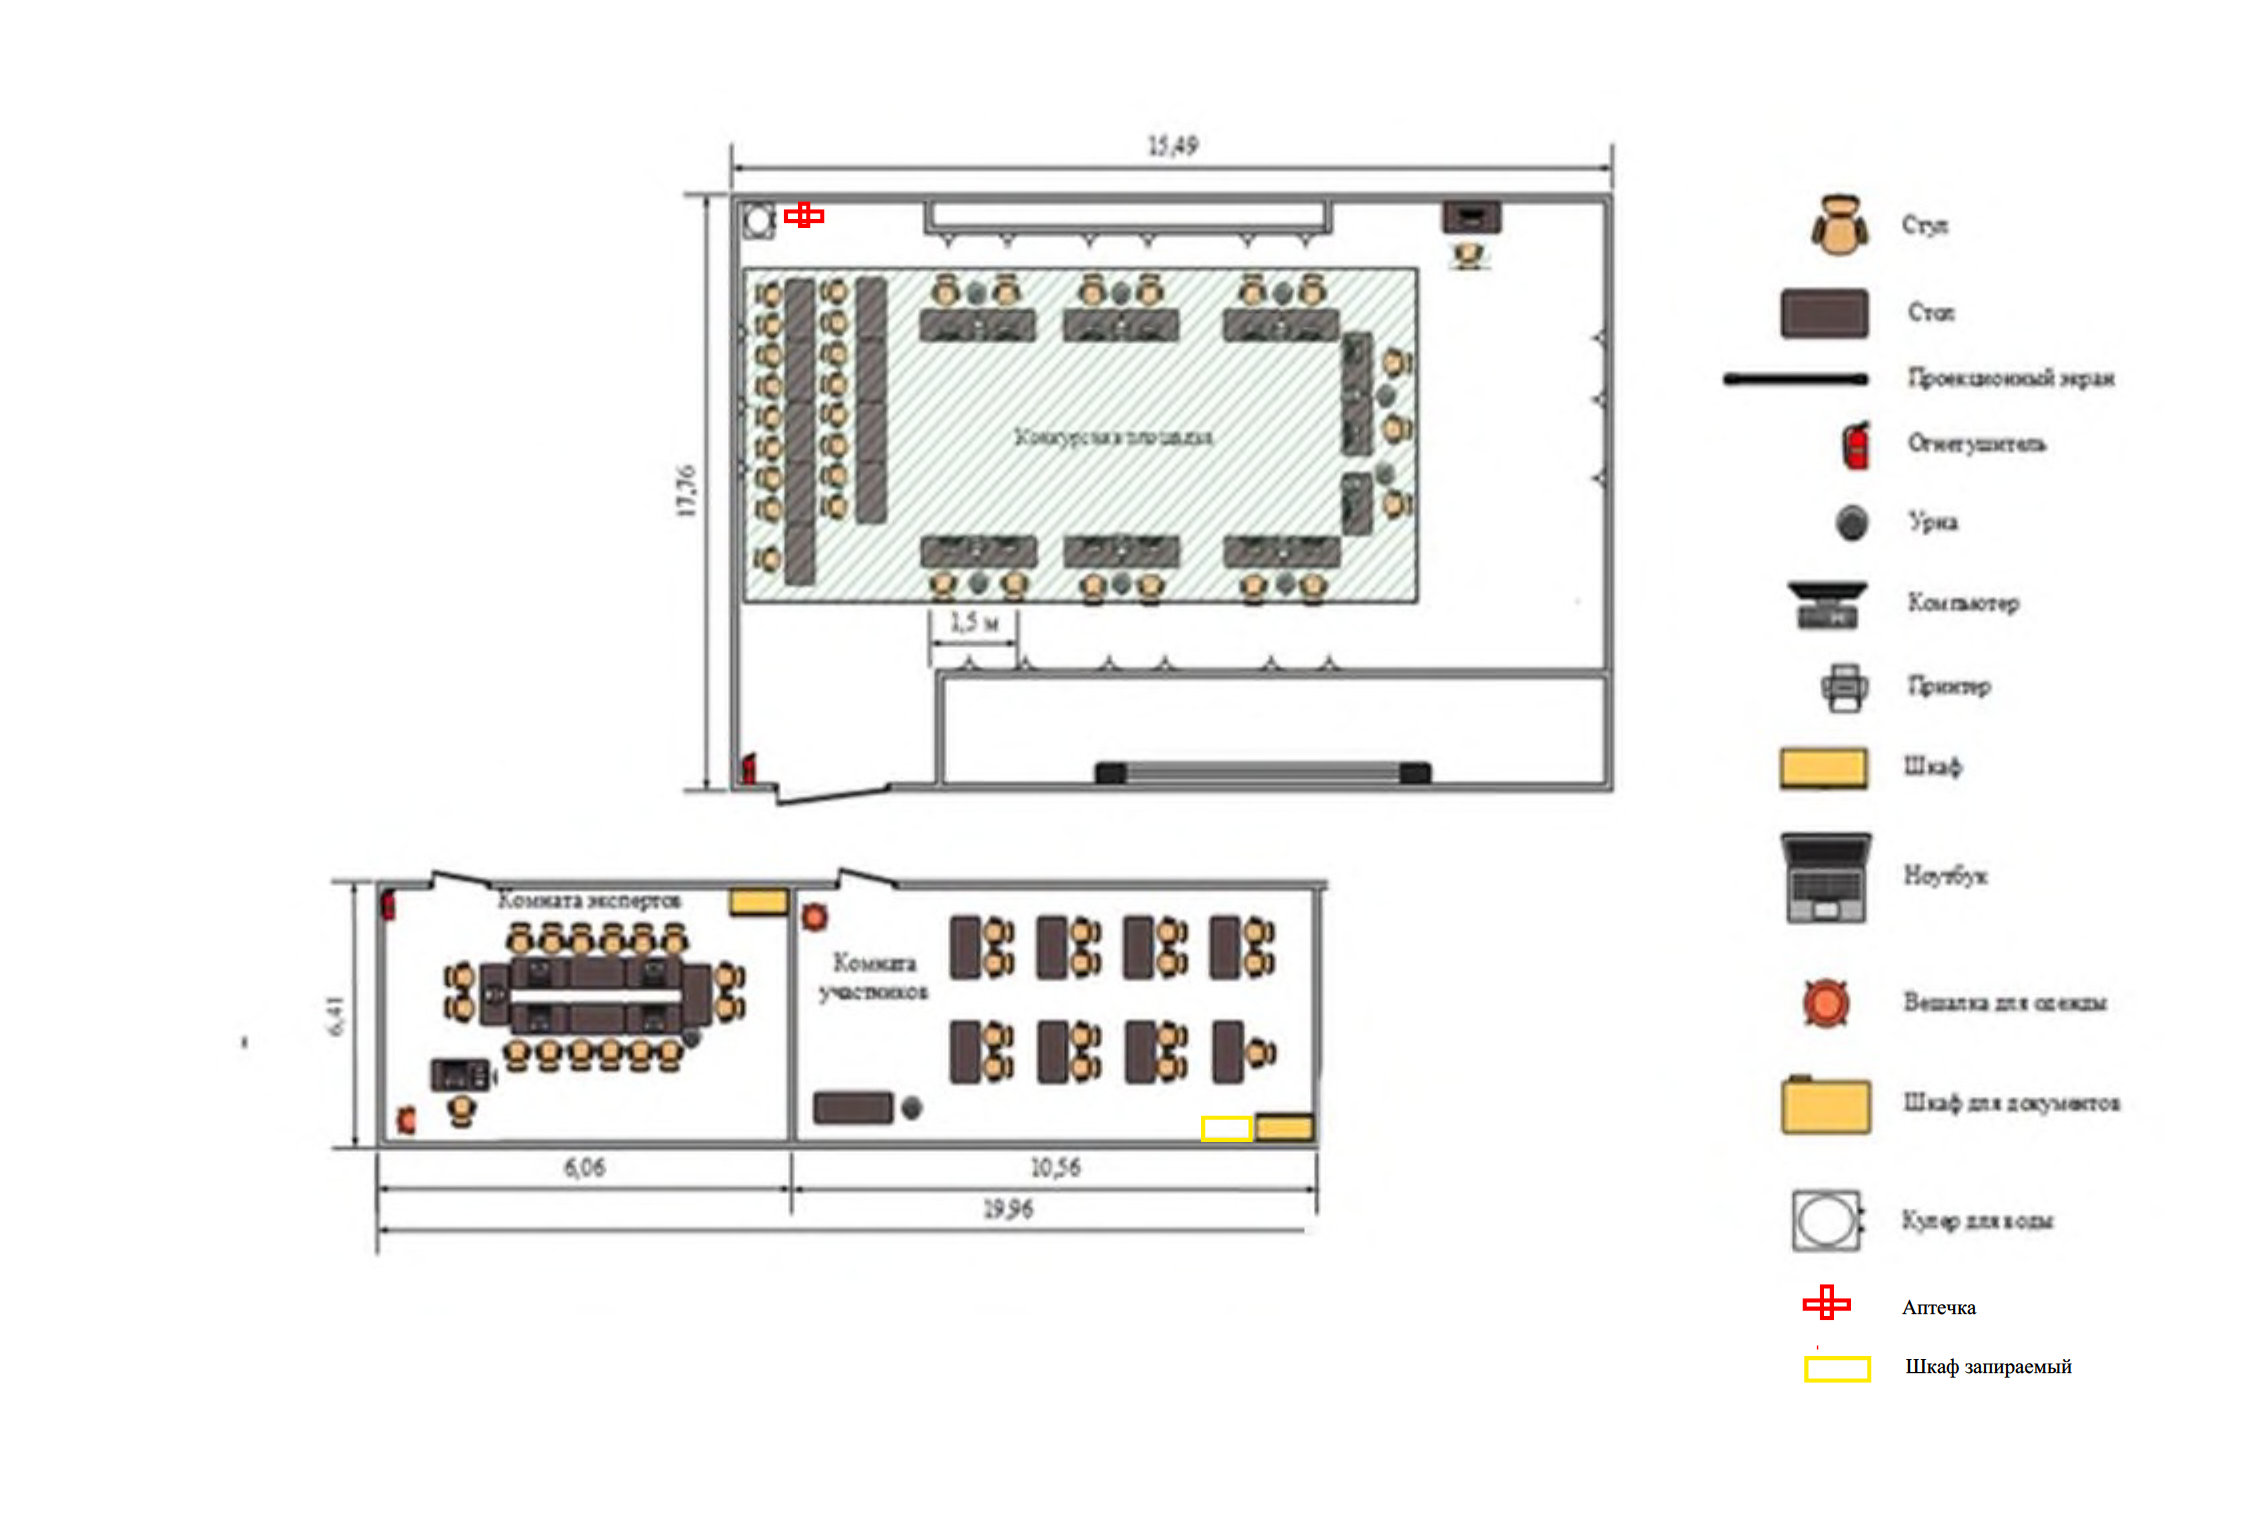 15,49
17,76
Конкурсная площадка
1,5 м
Комната экспертов
Комната
участников
6,41
6,06
10,56
19,96
Стул
Стол
Проекционный экран
Огнетушитель
Урна
Компьютер
Принтер
Шкаф
Ноутбук
Вешалка для одежды
Шкаф для документов
Кулер для воды
Аптечка
Шкаф запираемый